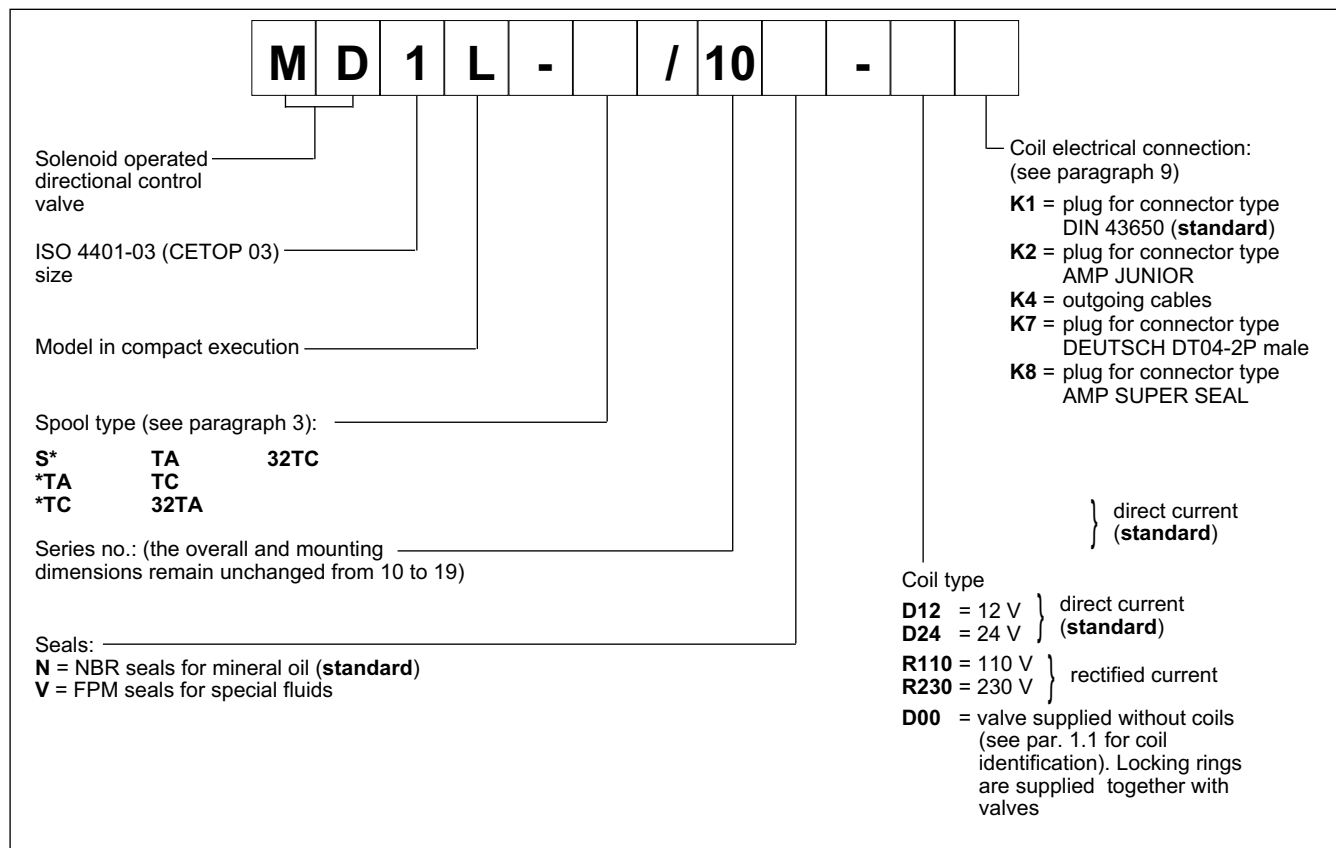 M D 1 L - / 10 -
Solenoid operated
directional control
valve
ISO 4401-03 (CETOP 03)
size
Model in compact execution
Spool type (see paragraph 3):
S* TA 32TC
*TA TC
*TC 32TA
Series no.: (the overall and mounting
dimensions remain unchanged from 10 to 19)
Seals:
N = NBR seals for mineral oil (standard)
V = FPM seals for special fluids
Coil electrical connection:
(see paragraph 9)
K1 = plug for connector type
DIN 43650 (standard)
K2 = plug for connector type
AMP JUNIOR
K4 = outgoing cables
K7 = plug for connector type
DEUTSCH DT04-2P male
K8 = plug for connector type
AMP SUPER SEAL
} direct current
(standard)
Coil type
D12 = 12 V } direct current
D24 = 24 V (standard)
R110 = 110 V } rectified current
R230 = 230 V
D00 = valve supplied without coils
(see par. 1.1 for coil
identification). Locking rings
are supplied together with
valves